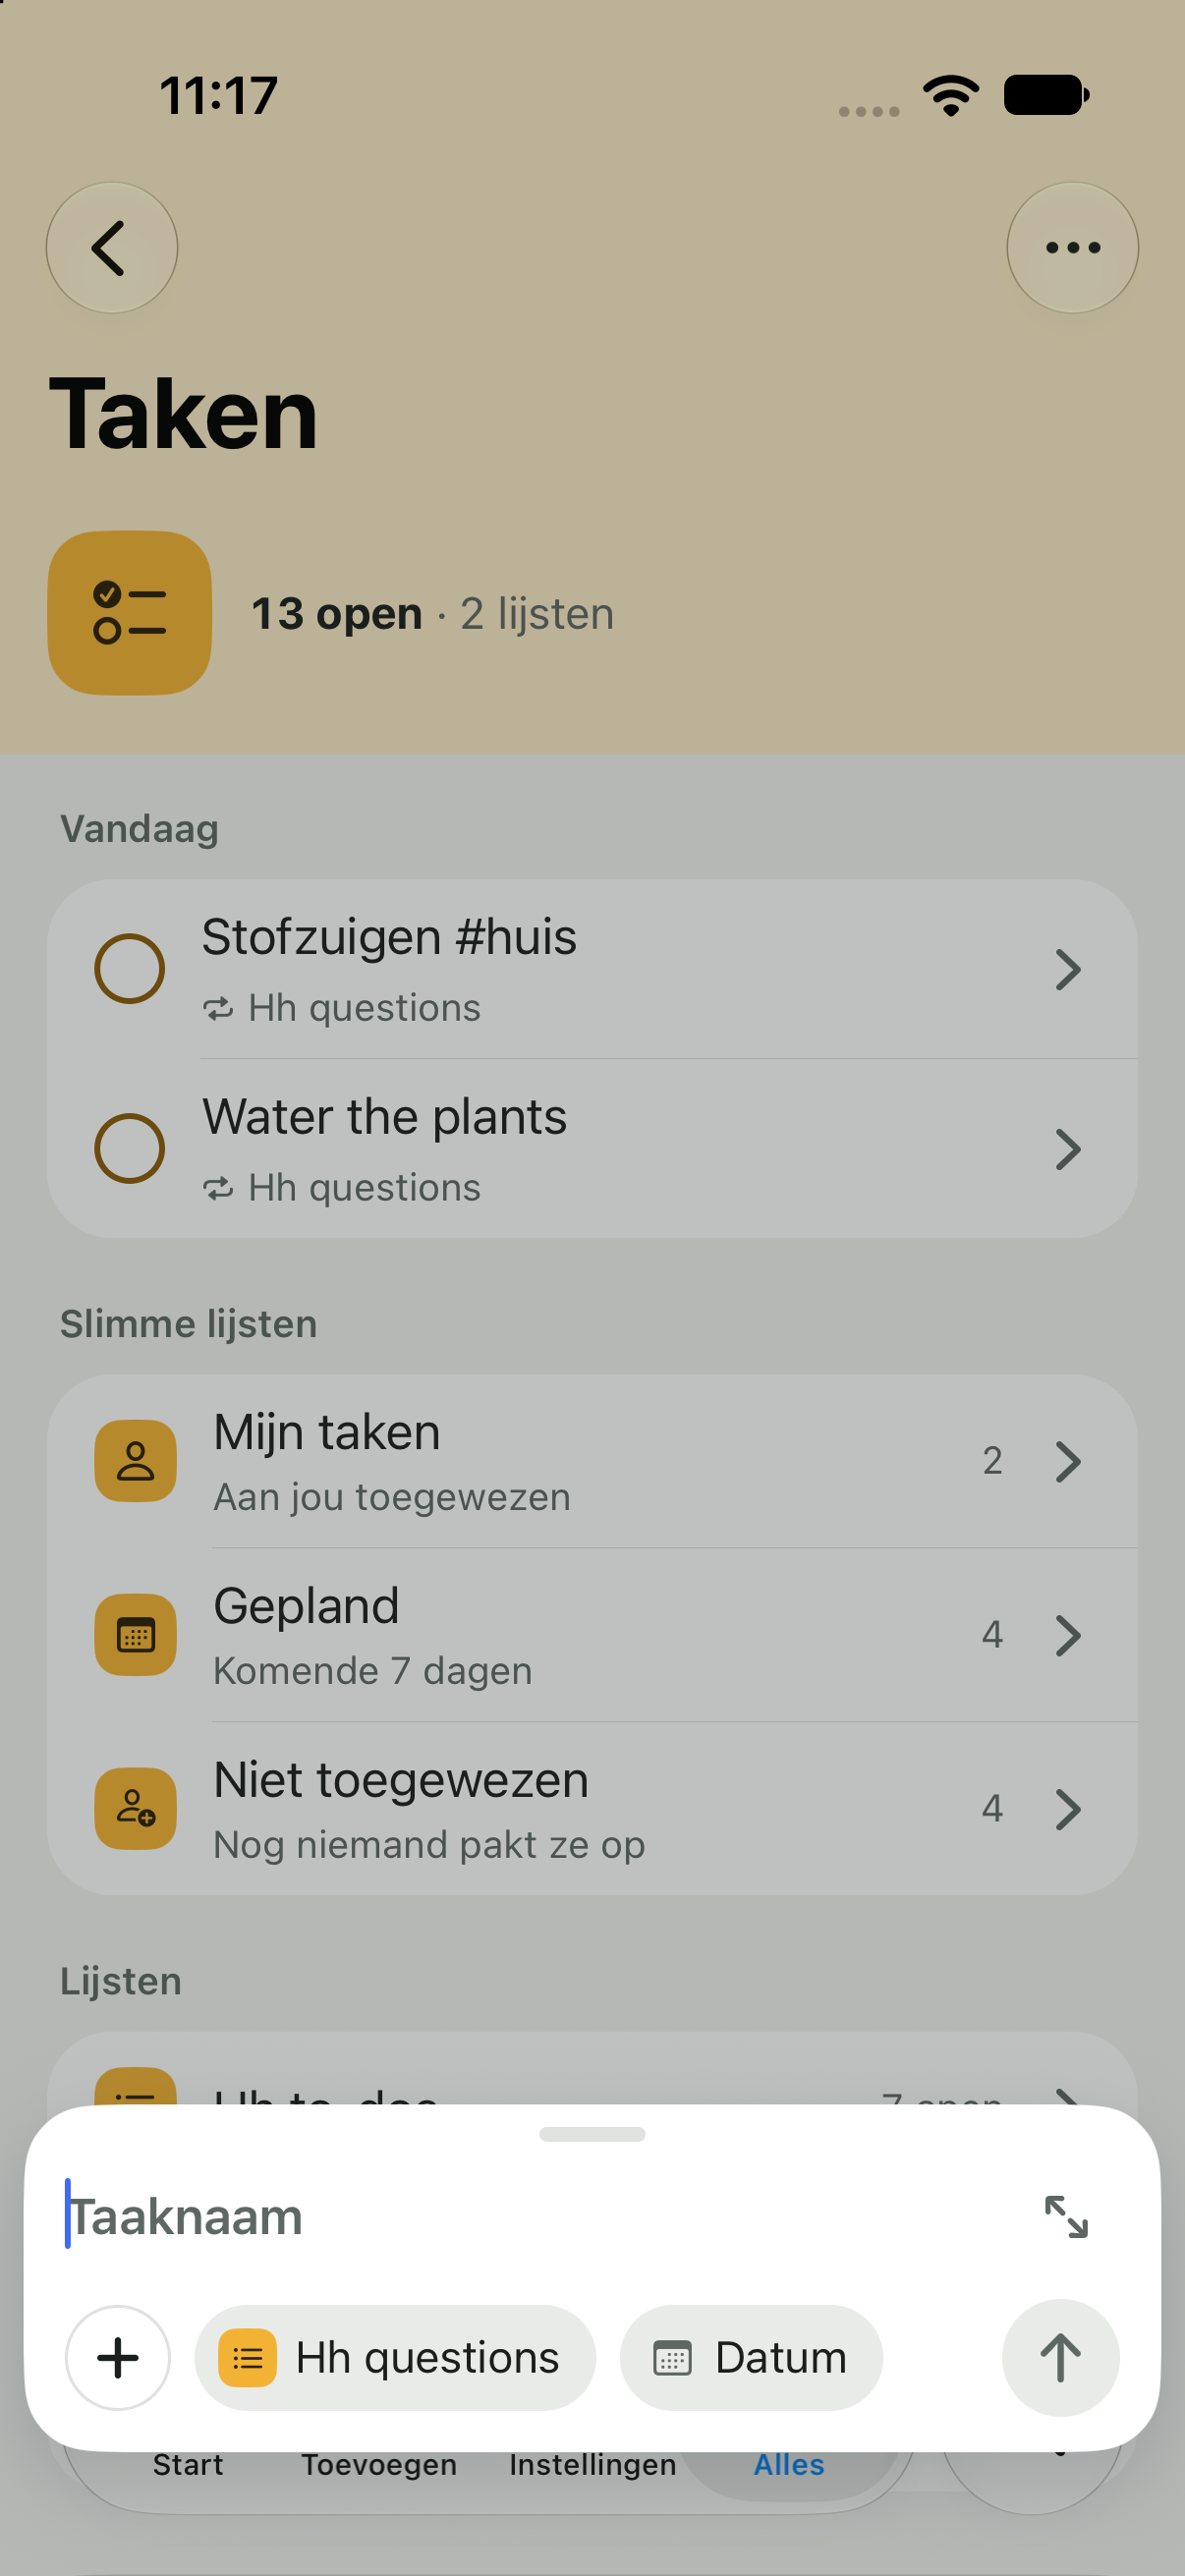 11:17
Taken
13 open · 2 lijsten
Vandaag
Stofzuigen #huis
Hh questions
Water the plants
Hh questions
Slimme lijsten
Mijn taken
2
Aan jou toegewezen
Gepland
4
Komende 7 dagen
Niet toegewezen
4
Nog niemand pakt ze op
Lijsten
Taaknaam
Hh questions
Datum
Start
Toevoegen
Instellingen
Alles